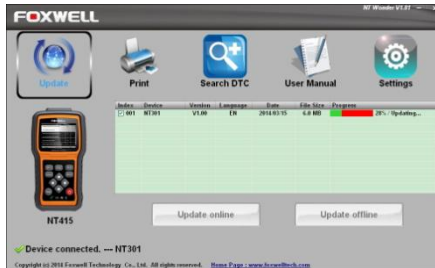 NT Wonder V1.01
FOXWELL
Update
Print
Search DTC
User Manual
Settings
Index Device Version Language Date File Size Progress
001 NT301 V1.00 EN 2014/03/15 6.0 MB 28% / Updating...
NT415
Update online
Update offline
Device connected. --- NT301
Copyright (c) 2014 Foxwell Technology Co., Ltd. All rights reserved. Home Page : www.foxwelltech.com